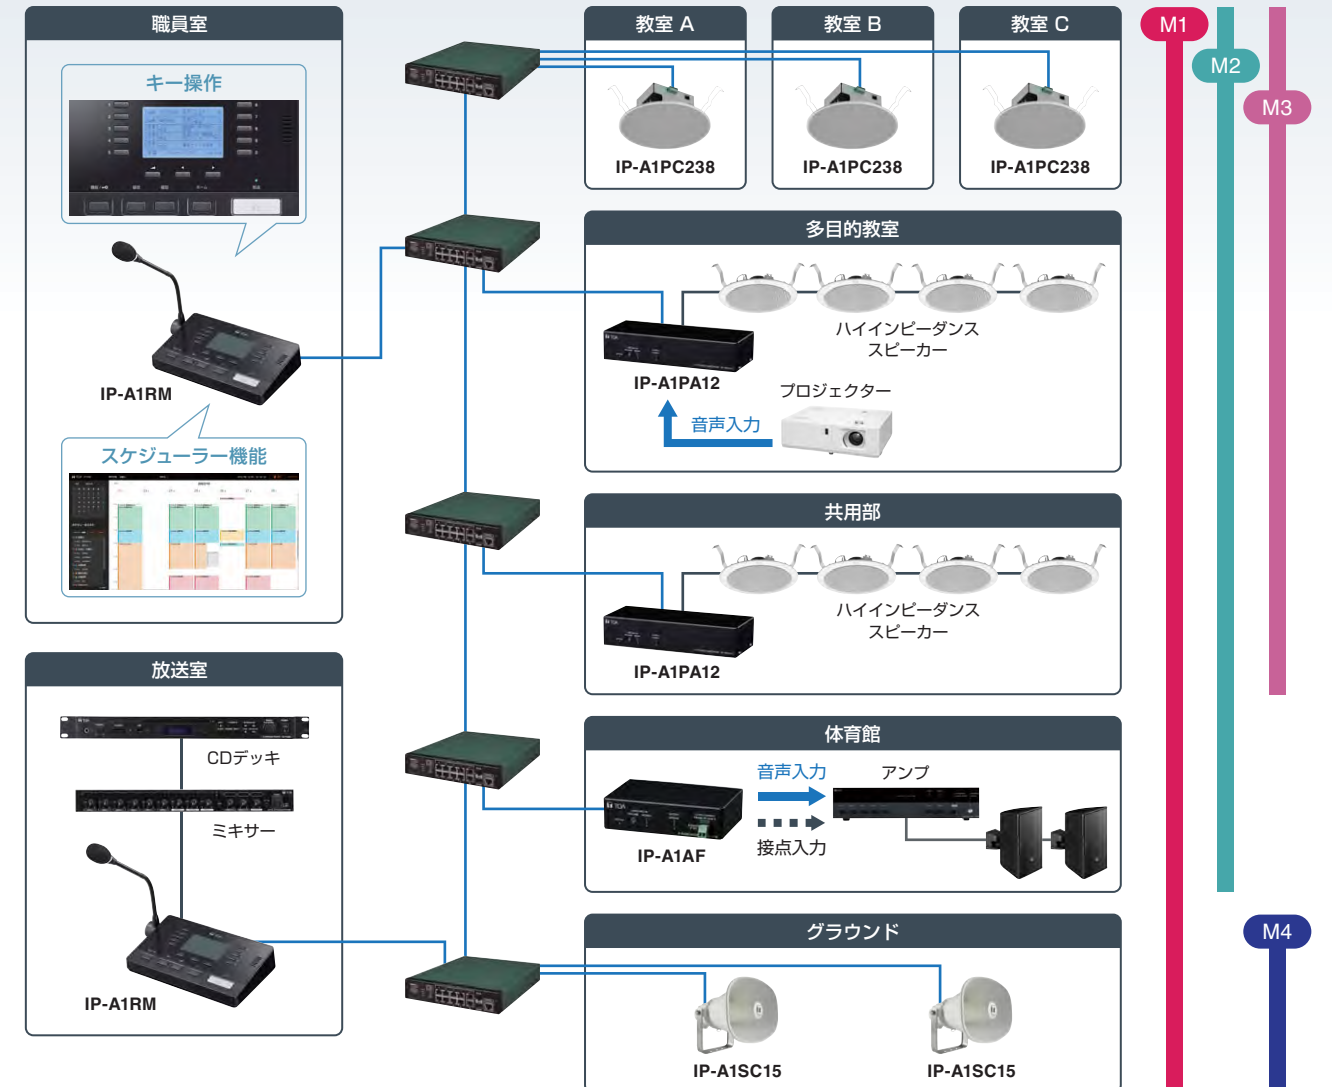 職員室
キー操作
IP-A1RM
スケジューラー機能
放送室
CDデッキ
ミキサー
IP-A1RM
教室 A
IP-A1PC238
教室 B
IP-A1PC238
教室 C
IP-A1PC238
多目的教室
ハイインピーダンス
スピーカー
IP-A1PA12
プロジェクター
音声入力
共用部
ハイインピーダンス
スピーカー
IP-A1PA12
体育館
音声入力
アンプ
接点入力
IP-A1AF
グラウンド
IP-A1SC15
IP-A1SC15
M1
M2
M3
M4